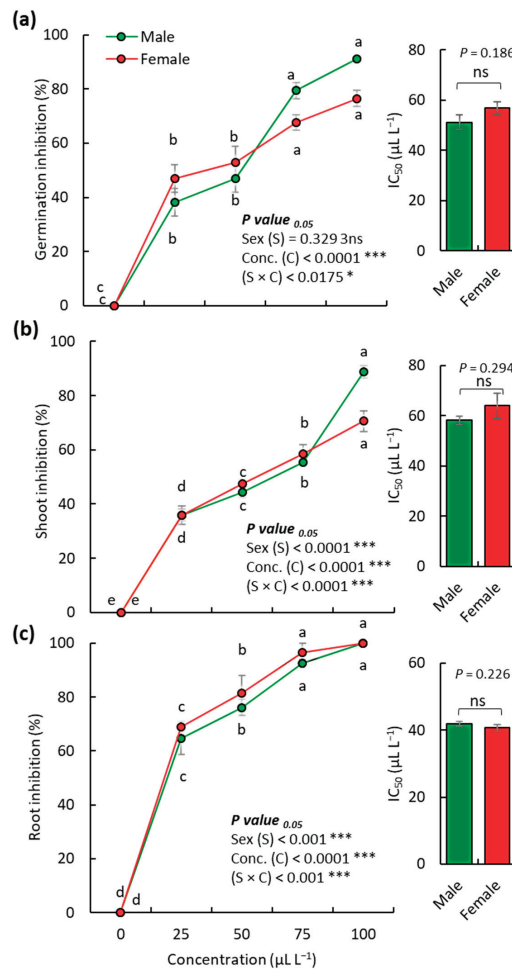 (a)
Male
Female
Germination inhibition (%)
100
80
60
40
20
0
c
c
b
b
b
b
a
a
a
a
P value 0.05
Sex (S) = 0.329 3ns
Conc. (C) < 0.0001 ***
(S × C) < 0.0175 *
P = 0.186
ns
IC50 (µL L−1)
80
60
40
20
0
Male
Female
(b)
Shoot inhibition (%)
100
80
60
40
20
0
e
e
d
d
c
c
b
b
a
a
P value 0.05
Sex (S) < 0.0001 ***
Conc. (C) < 0.0001 ***
(S × C) < 0.0001 ***
P = 0.294
ns
IC50 (µL L−1)
80
60
40
20
0
Male
Female
(c)
Root inhibition (%)
100
80
60
40
20
0
d
d
c
c
b
b
a
a
a
a
P value 0.05
Sex (S) < 0.001 ***
Conc. (C) < 0.0001 ***
(S × C) < 0.001 ***
0
25
50
75
100
Concentration (µL L−1)
P = 0.226
ns
IC50 (µL L−1)
60
40
20
0
Male
Female